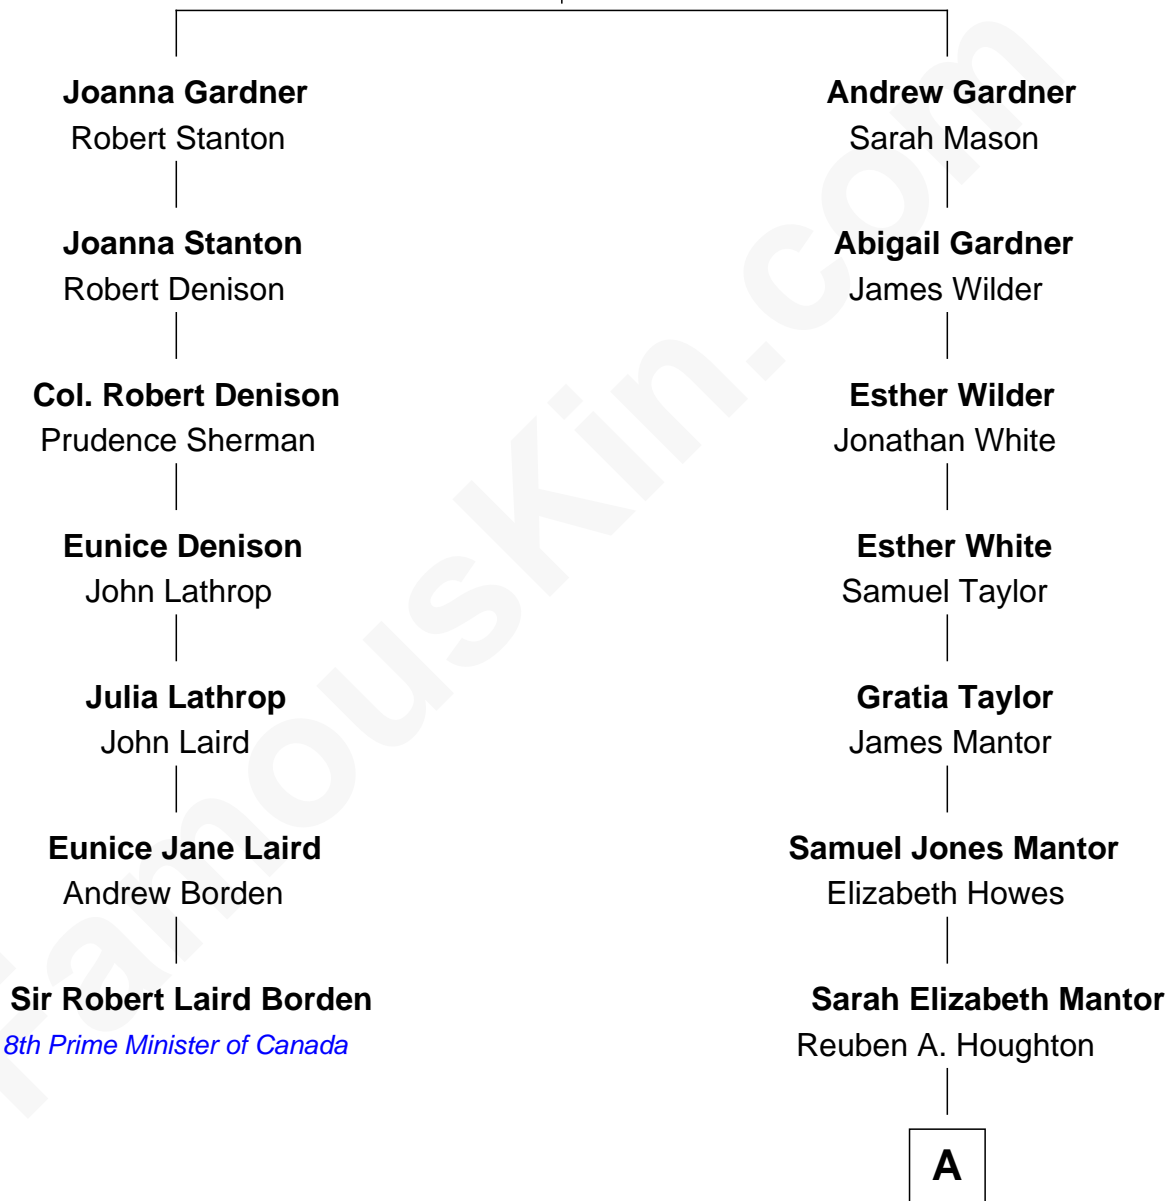 Joanna Gardner
Robert Stanton
Andrew Gardner
Sarah Mason
Joanna Stanton
Robert Denison
Abigail Gardner
James Wilder
Col. Robert Denison
Prudence Sherman
Esther Wilder
Jonathan White
Eunice Denison
John Lathrop
Esther White
Samuel Taylor
Julia Lathrop
John Laird
Gratia Taylor
James Mantor
Eunice Jane Laird
Andrew Borden
Samuel Jones Mantor
Elizabeth Howes
Sir Robert Laird Borden
8th Prime Minister of Canada
Sarah Elizabeth Mantor
Reuben A. Houghton
A
FamousKin.com